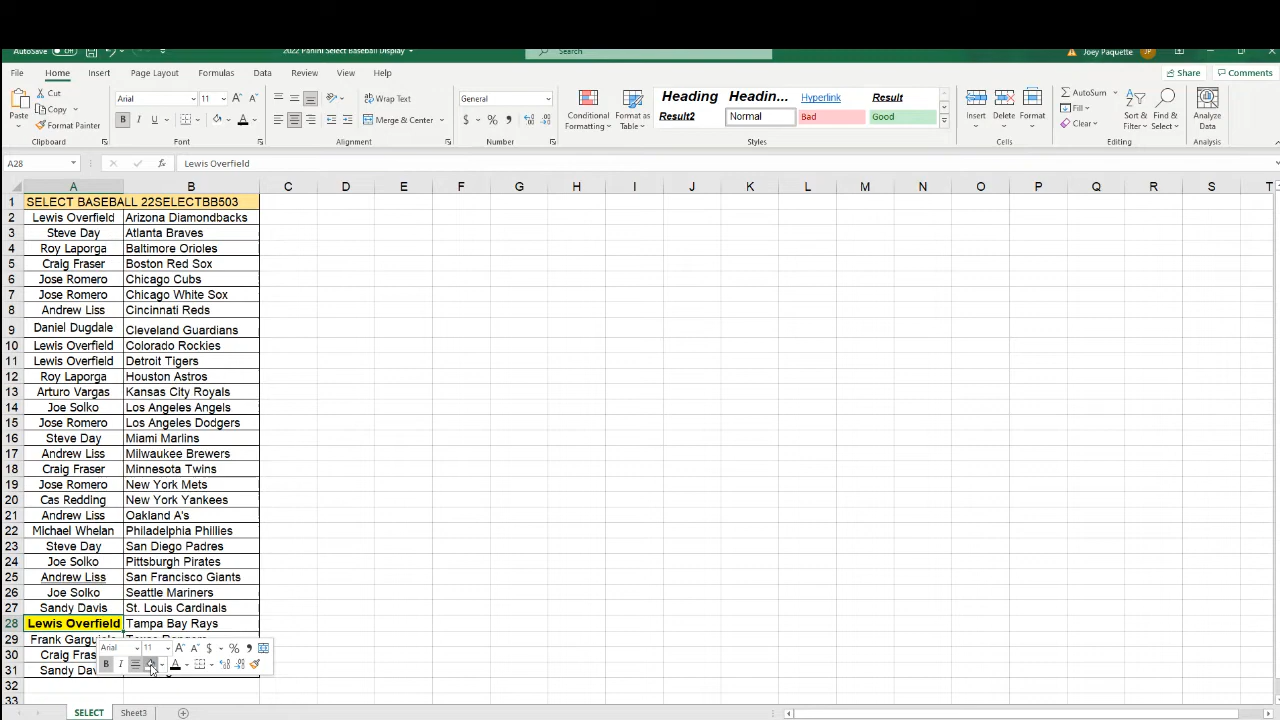 AutoSave Off 2022 Panini Select Baseball Display Search Joey Paquette JP
File Home Insert Page Layout Formulas Data Review View Help Share Comments
Paste Cut Copy Format Painter Clipboard
Arial 11 B I U A Font
Wrap Text Merge & Center Alignment
General $ % 9 Number
Conditional Formatting Format as Table
Heading Headin... Hyperlink Result
Result2 Normal Bad Good
Styles
Insert Delete Format Cells
AutoSum Fill Clear Sort & Filter Find & Select Editing
Analyze Data Analysis
A28 fx Lewis Overfield
A B C D E F G H I J K L M N O P Q R S T
1 SELECT BASEBALL 22SELECTBB503
2 Lewis Overfield Arizona Diamondbacks
3 Steve Day Atlanta Braves
4 Roy Laporga Baltimore Orioles
5 Craig Fraser Boston Red Sox
6 Jose Romero Chicago Cubs
7 Jose Romero Chicago White Sox
8 Andrew Liss Cincinnati Reds
9 Daniel Dugdale Cleveland Guardians
10 Lewis Overfield Colorado Rockies
11 Lewis Overfield Detroit Tigers
12 Roy Laporga Houston Astros
13 Arturo Vargas Kansas City Royals
14 Joe Solko Los Angeles Angels
15 Jose Romero Los Angeles Dodgers
16 Steve Day Miami Marlins
17 Andrew Liss Milwaukee Brewers
18 Craig Fraser Minnesota Twins
19 Jose Romero New York Mets
20 Cas Redding New York Yankees
21 Andrew Liss Oakland A's
22 Michael Whelan Philadelphia Phillies
23 Steve Day San Diego Padres
24 Joe Solko Pittsburgh Pirates
25 Andrew Liss San Francisco Giants
26 Joe Solko Seattle Mariners
27 Sandy Davis St. Louis Cardinals
28 Lewis Overfield Tampa Bay Rays
29 Frank
30 Craig
31 Sandy
32
33
Arial 11 A A $ % 9
B I A
SELECT Sheet3